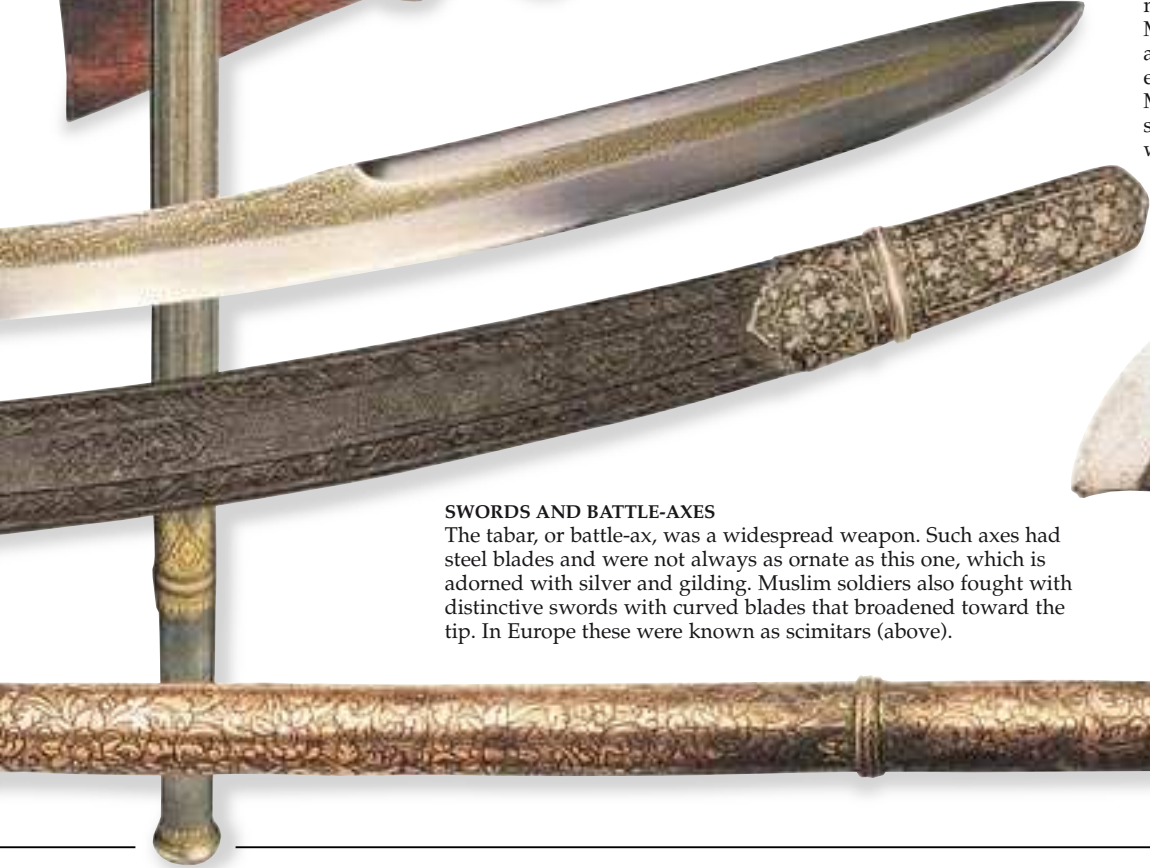 SWORDS AND BATTLE-AXES
The tabar, or battle-ax, was a widespread weapon. Such axes had
steel blades and were not always as ornate as this one, which is
adorned with silver and gilding. Muslim soldiers also fought with
distinctive swords with curved blades that broadened toward the
tip. In Europe these were known as scimitars (above).